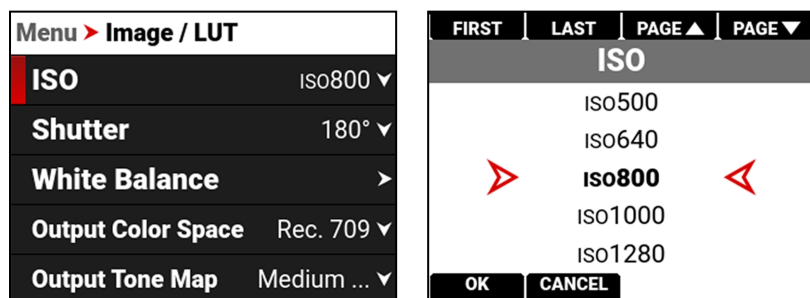 Menu > Image / LUT
ISO ISO800
Shutter 180°
White Balance >
Output Color Space Rec. 709
Output Tone Map Medium ...
FIRST LAST PAGE▲ PAGE▼
ISO
ISO500
ISO640
ISO800
ISO1000
ISO1280
OK CANCEL